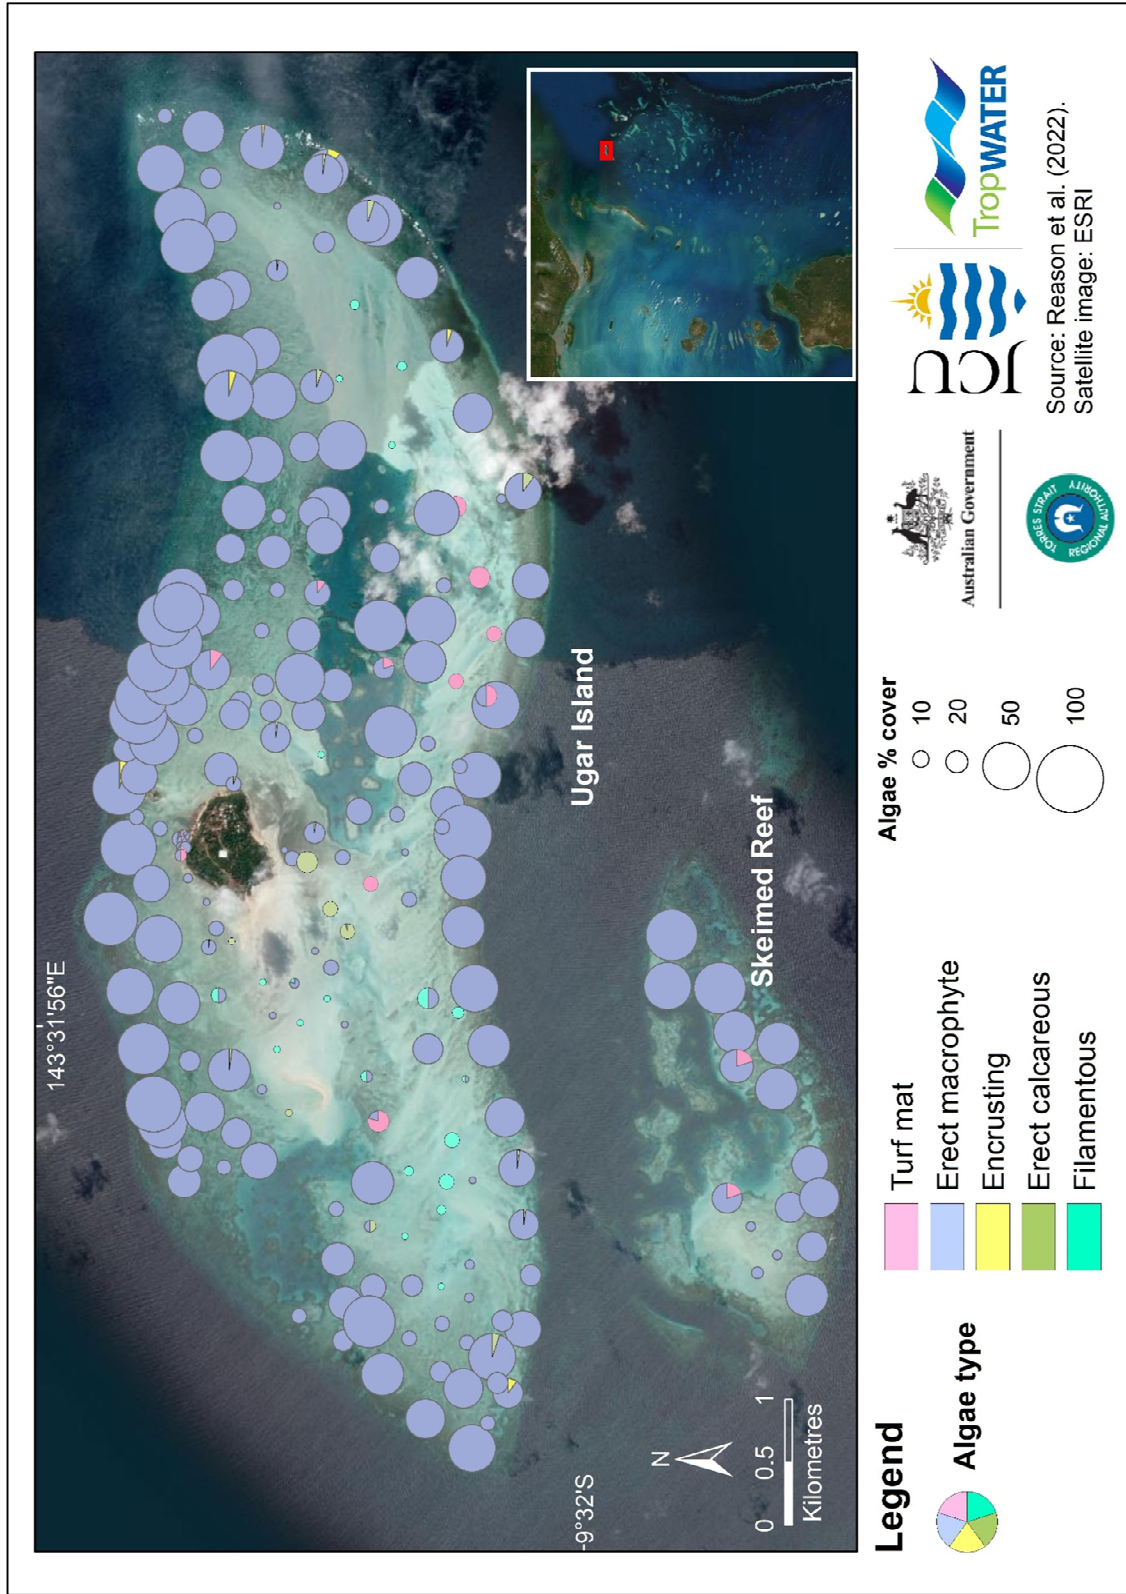 143°31'56"E
-9°32'S
Ugar Island
Skeimed Reef
N
0 0.5 1
Kilometres
Legend
Algae type
Turf mat
Erect macrophyte
Encrusting
Erect calcareous
Filamentous
Algae % cover
10
20
50
100
Australian Government
TORRES STRAIT
REGIONAL AUTHORITY
JCU
TropWATER
Source: Reason et al. (2022).
Satellite image: ESRI